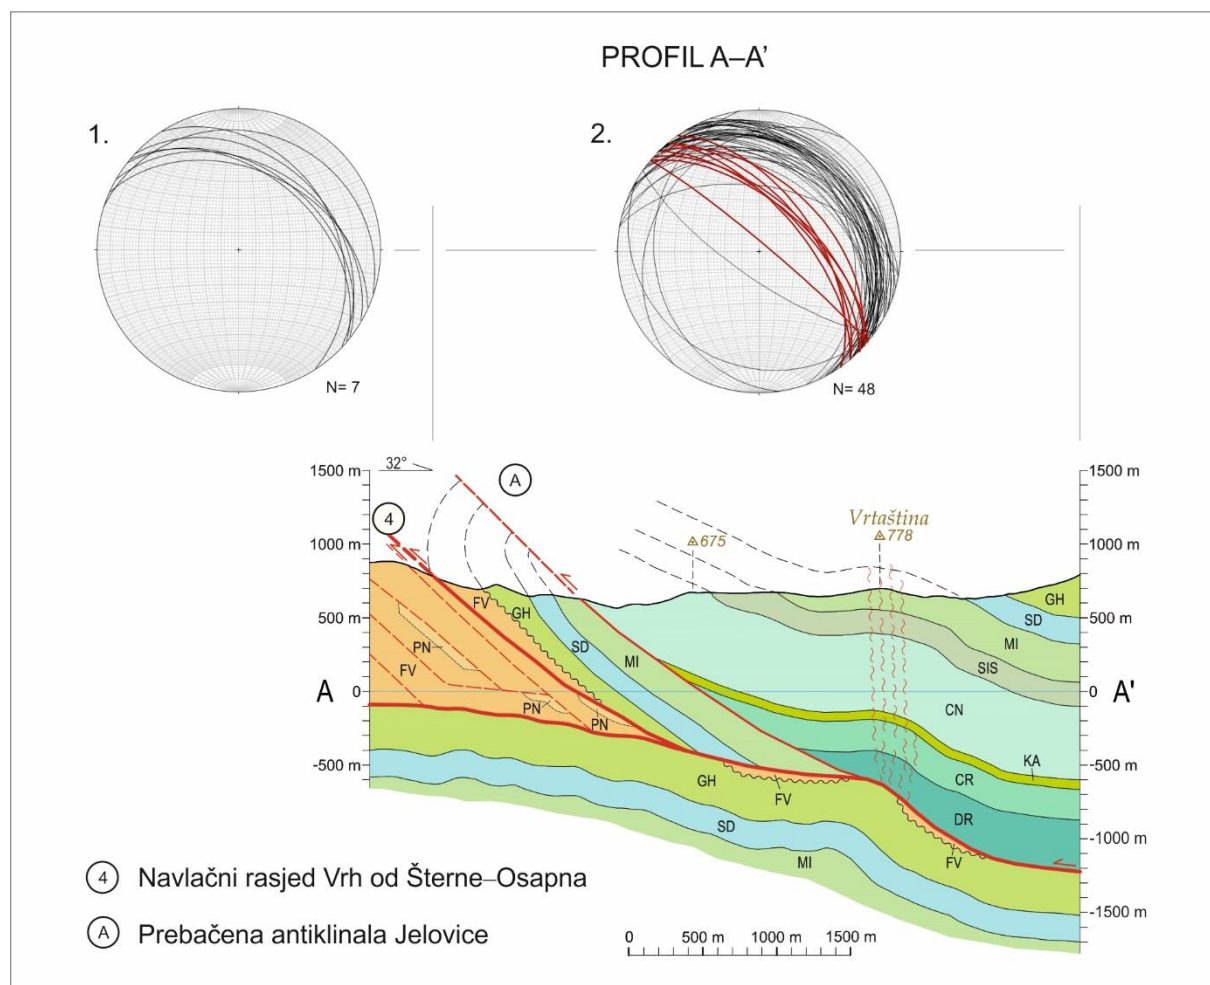 PROFIL A–A’
1.
2.
N= 7
N= 48
1500 m
32°
A
1500 m
4
Vrtaština
675
778
1000 m
1000 m
FV
GH
GH
500 m
SD
500 m
PN
SD
MI
MI
FV
SIS
A
0
0
A'
PN
PN
CN
KA
-500 m
GH
CR
-500 m
FV
SD
DR
-1000 m
MI
FV
-1500 m
4 Navlačni rasjed Vrh od Šterne–Osapna
A Prebačena antiklinala Jelovice
0 500 m 1000 m 1500 m